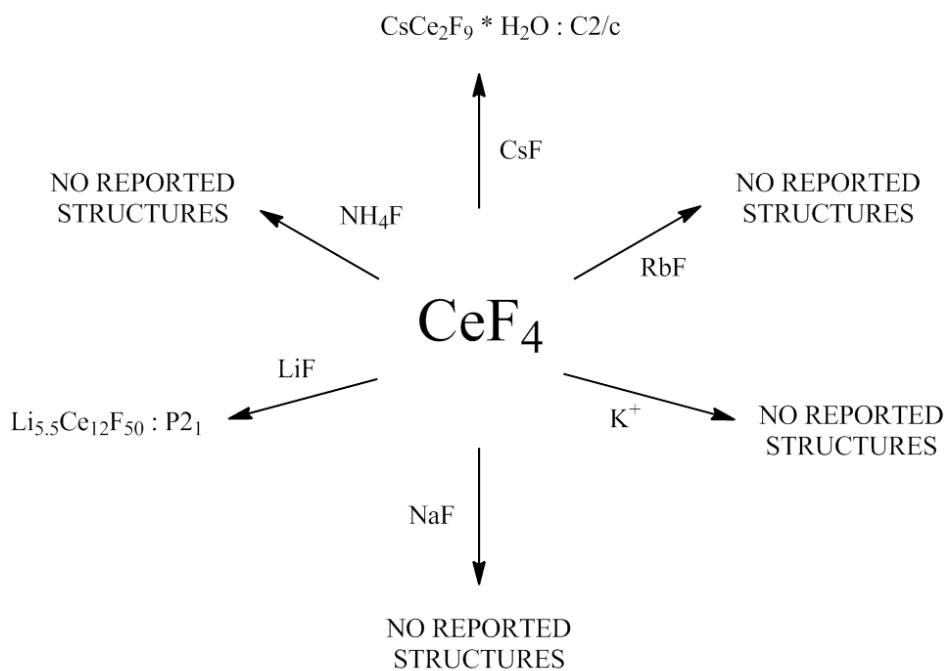 CsCe₂F₉ * H₂O : C2/c
CsF
NO REPORTED
STRUCTURES
NH₄F
NO REPORTED
STRUCTURES
RbF
CeF₄
LiF
Li₅.₅Ce₁₂F₅₀ : P2₁
K⁺
NO REPORTED
STRUCTURES
NaF
NO REPORTED
STRUCTURES